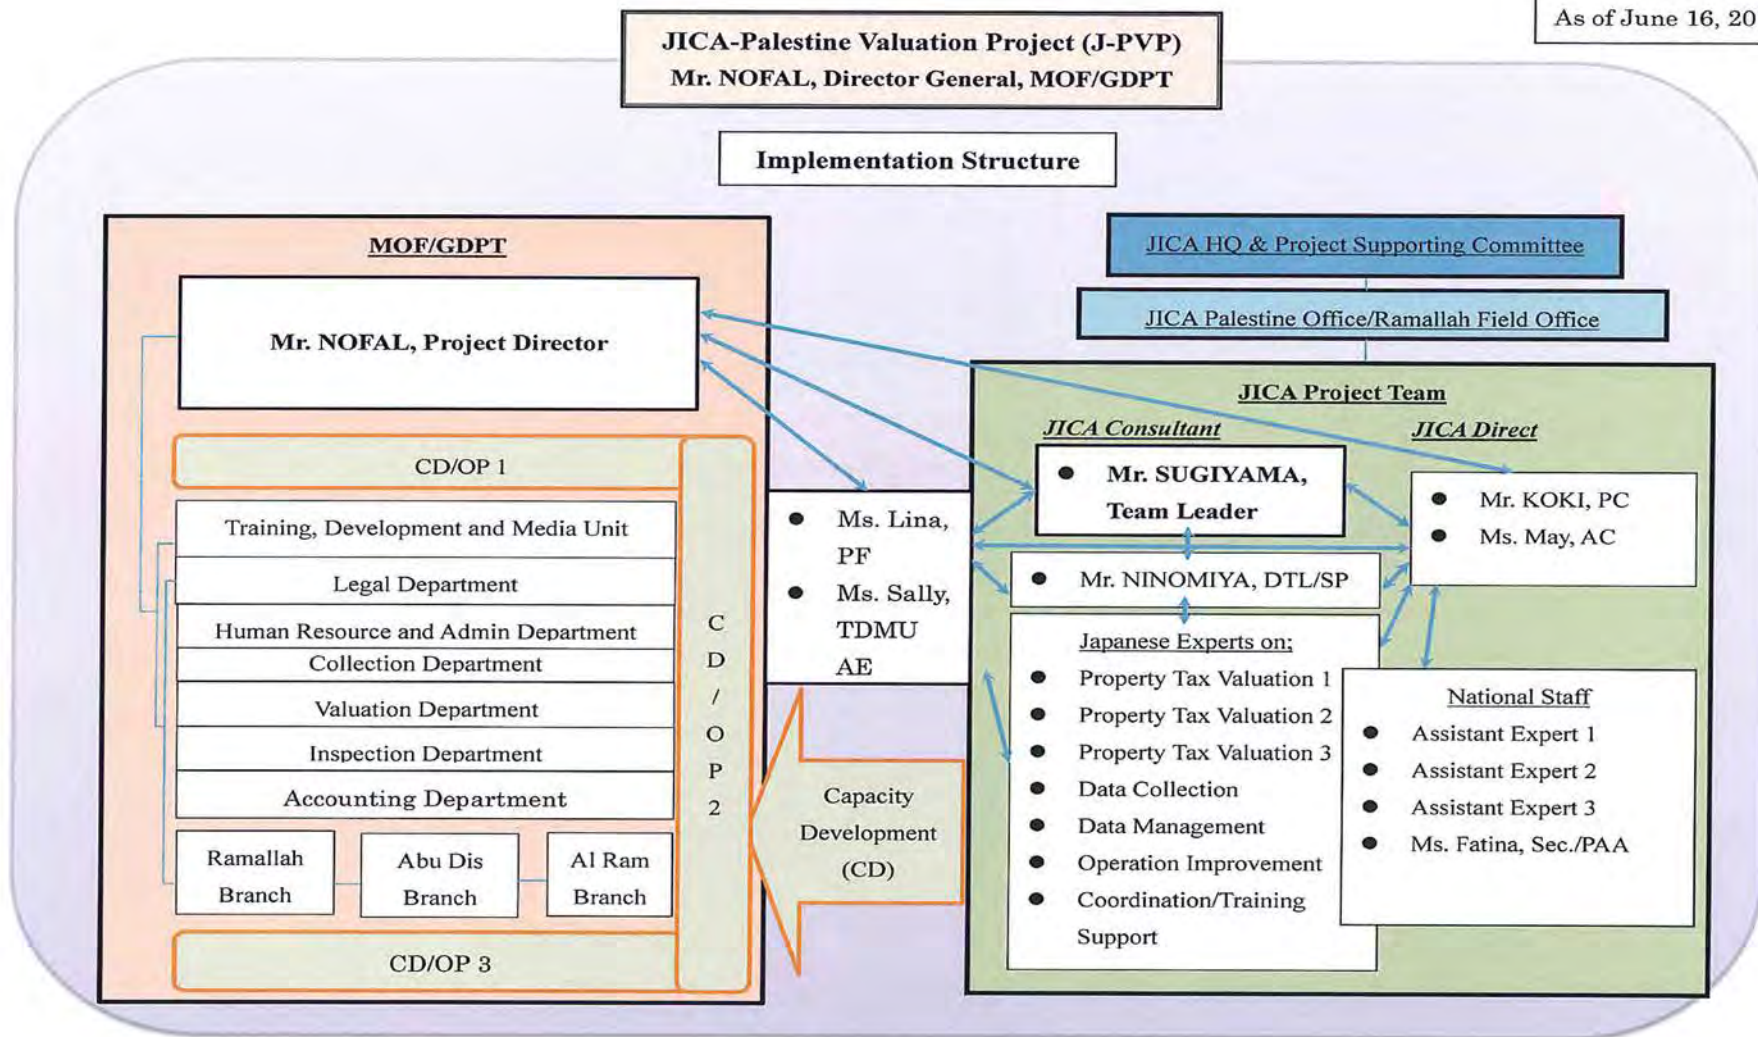 As of June 16, 20
JICA-Palestine Valuation Project (J-PVP)
Mr. NOFAL, Director General, MOF/GDPT
Implementation Structure
MOF/GDPT
Mr. NOFAL, Project Director
CD/OP 1
Training, Development and Media Unit
Legal Department
Human Resource and Admin Department
Collection Department
Valuation Department
Inspection Department
Accounting Department
Ramallah
Branch
Abu Dis
Branch
Al Ram
Branch
CD/OP 3
C
D
/
O
P
2
Ms. Lina,
PF
Ms. Sally,
TDMU
AE
Capacity
Development
(CD)
JICA HQ & Project Supporting Committee
JICA Palestine Office/Ramallah Field Office
JICA Project Team
JICA Consultant
Mr. SUGIYAMA,
Team Leader
Mr. NINOMIYA, DTL/SP
Japanese Experts on;
Property Tax Valuation 1
Property Tax Valuation 2
Property Tax Valuation 3
Data Collection
Data Management
Operation Improvement
Coordination/Training
Support
JICA Direct
Mr. KOKI, PC
Ms. May, AC
National Staff
Assistant Expert 1
Assistant Expert 2
Assistant Expert 3
Ms. Fatina, Sec./PAA